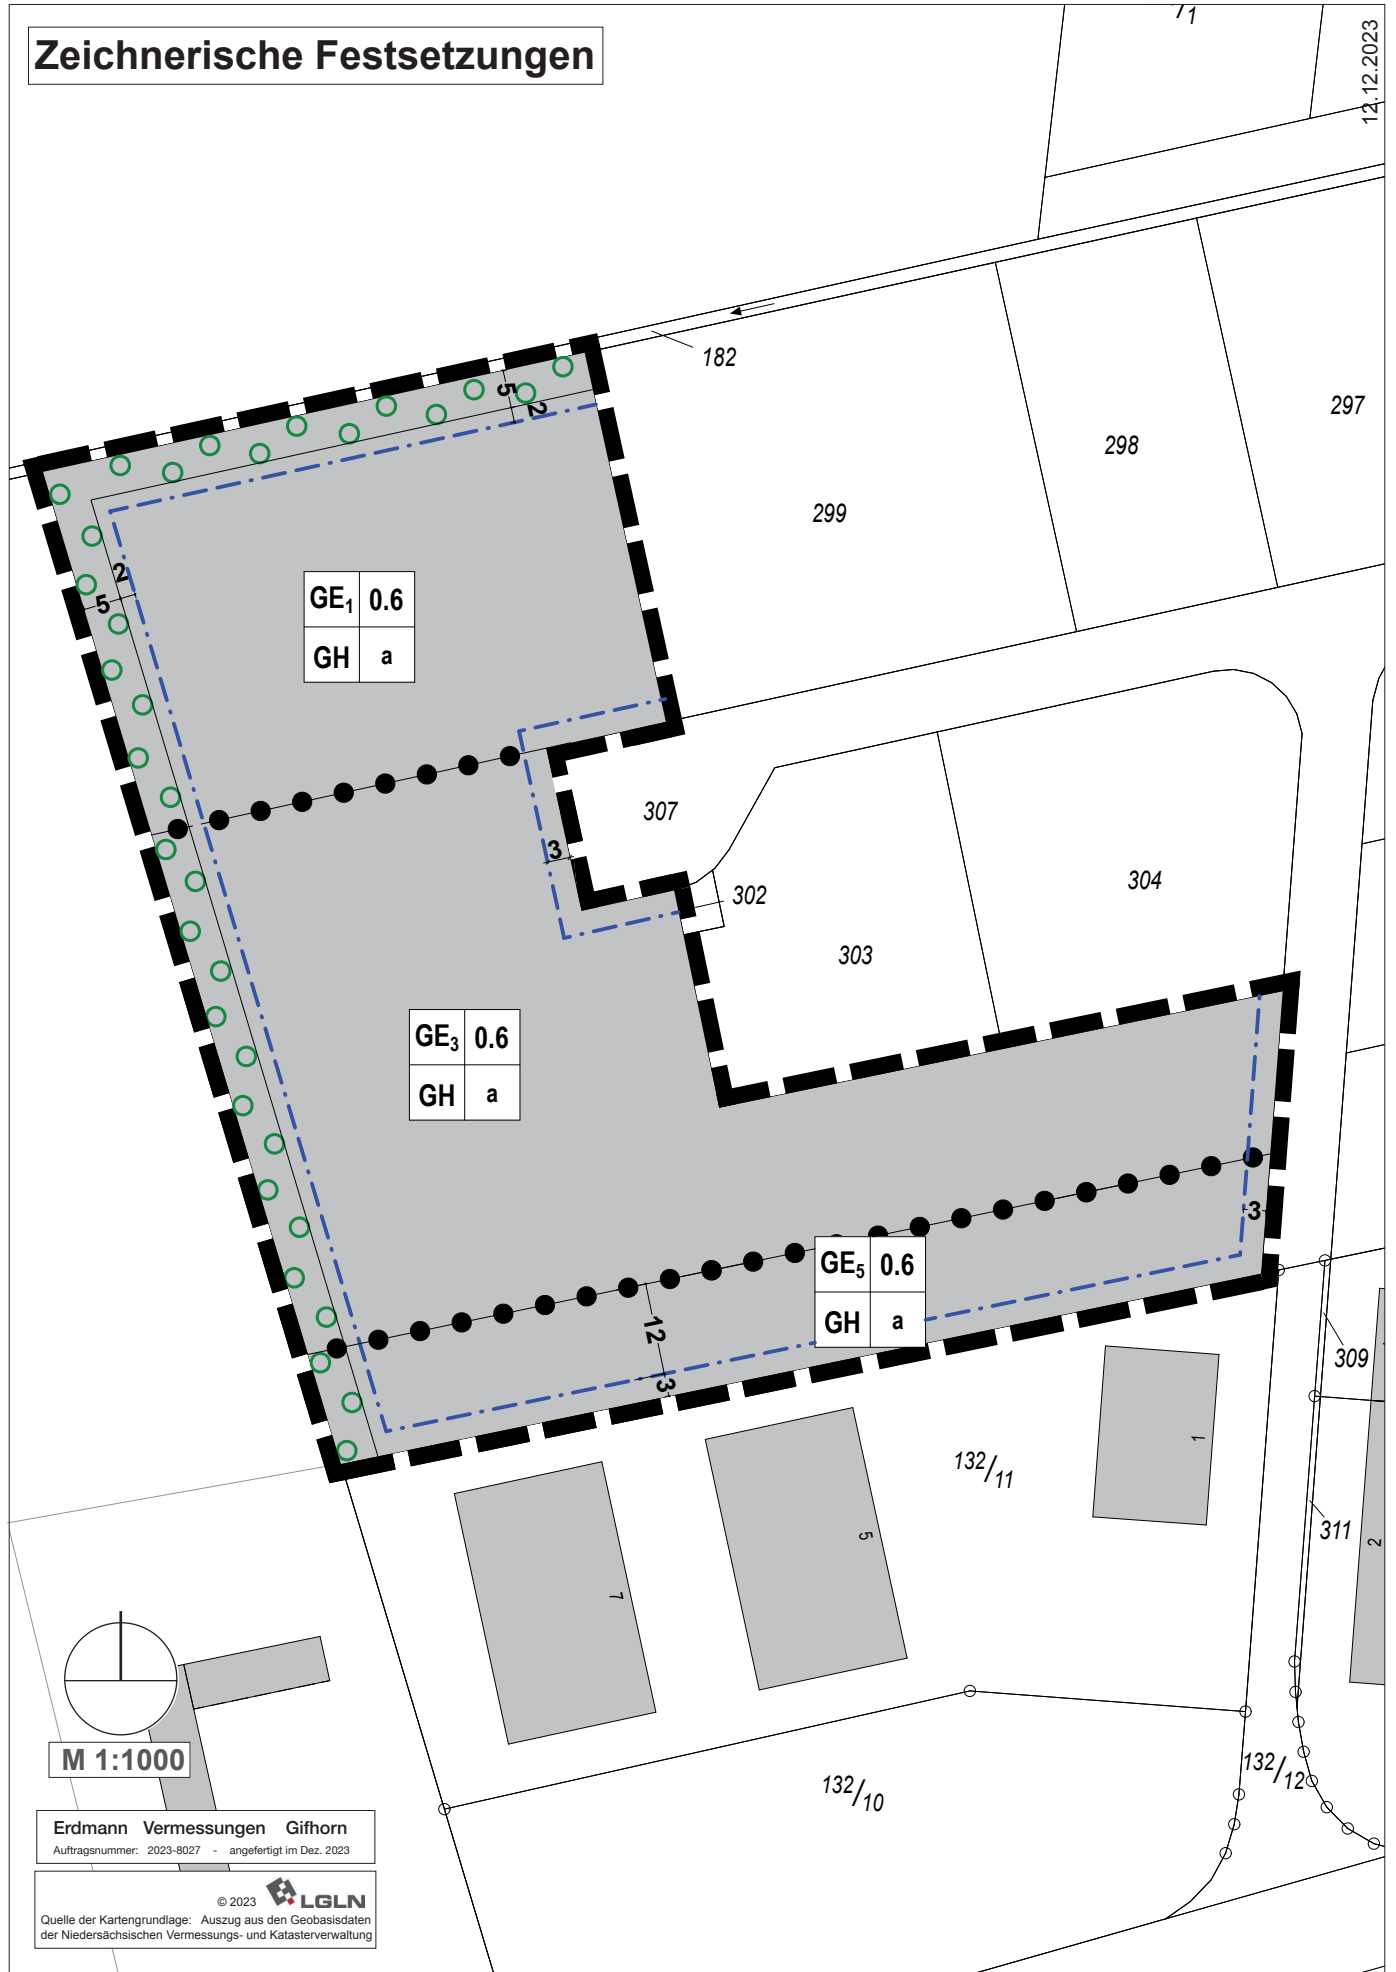 Zeichnerische Festsetzungen
12.12.2023
/1
182
297
298
299
5
2
2
5
GE1 0.6
GH a
307
3
302
304
303
GE3 0.6
GH a
3
GE5 0.6
GH a
12
3
309
132/11
1
5
7
311
2
M 1:1000
132/10
132/12
Erdmann Vermessungen Gifhorn
Auftragsnummer: 2023-8027 - angefertigt im Dez. 2023
© 2023 LGLN
Quelle der Kartengrundlage: Auszug aus den Geobasisdaten
der Niedersächsischen Vermessungs- und Katasterverwaltung